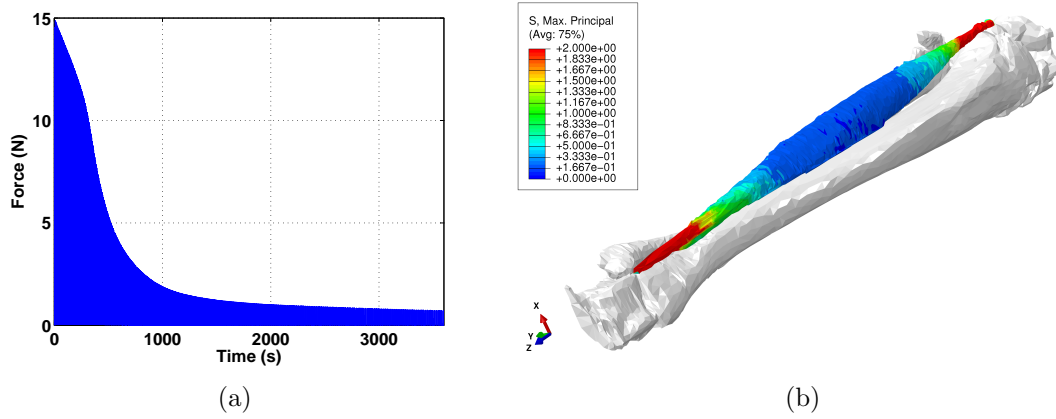 15
10
5
0
Force (N)
0
1000
2000
3000
Time (s)
(a)
S, Max. Principal
(Avg: 75%)
+2.000e+00
+1.833e+00
+1.667e+00
+1.500e+00
+1.333e+00
+1.167e+00
+1.000e+00
+8.333e-01
+6.667e-01
+5.000e-01
+3.333e-01
+1.667e-01
+0.000e+00
X
Y
Z
(b)